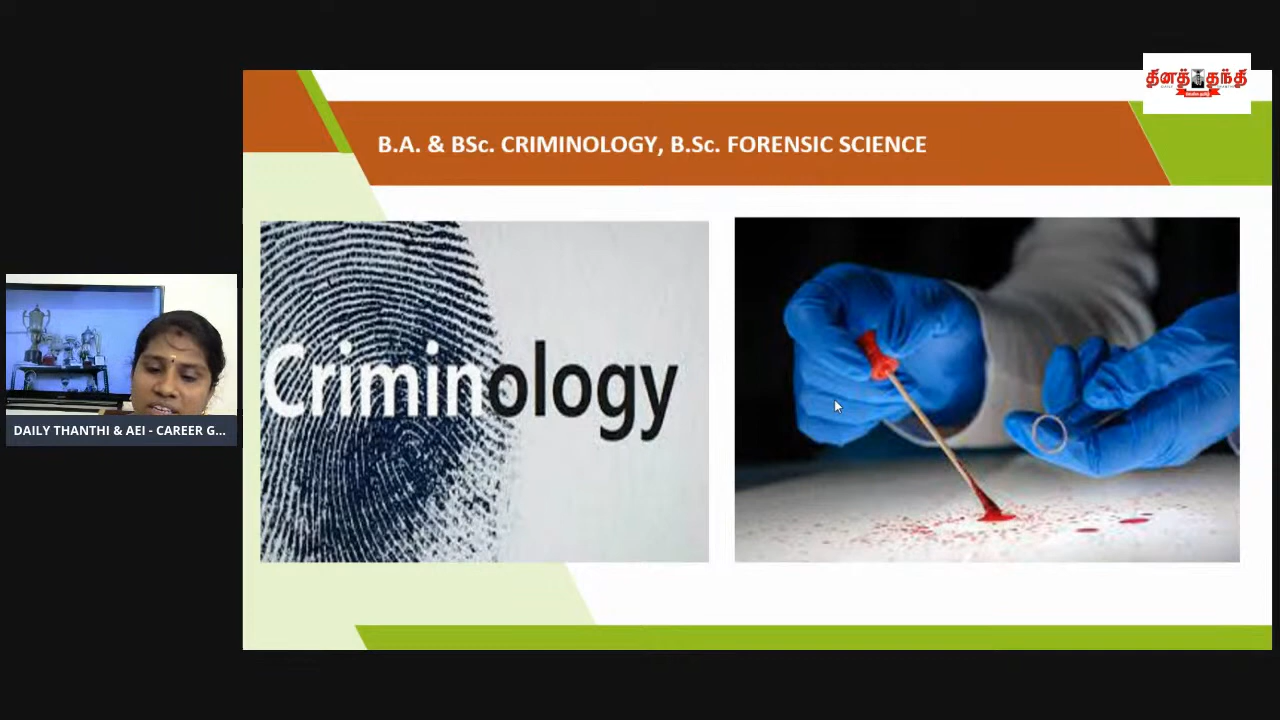 தினத் தந்தி
B.A. & BSc. CRIMINOLOGY, B.Sc. FORENSIC SCIENCE
Criminology
DAILY THANTHI & AEI - CAREER G...